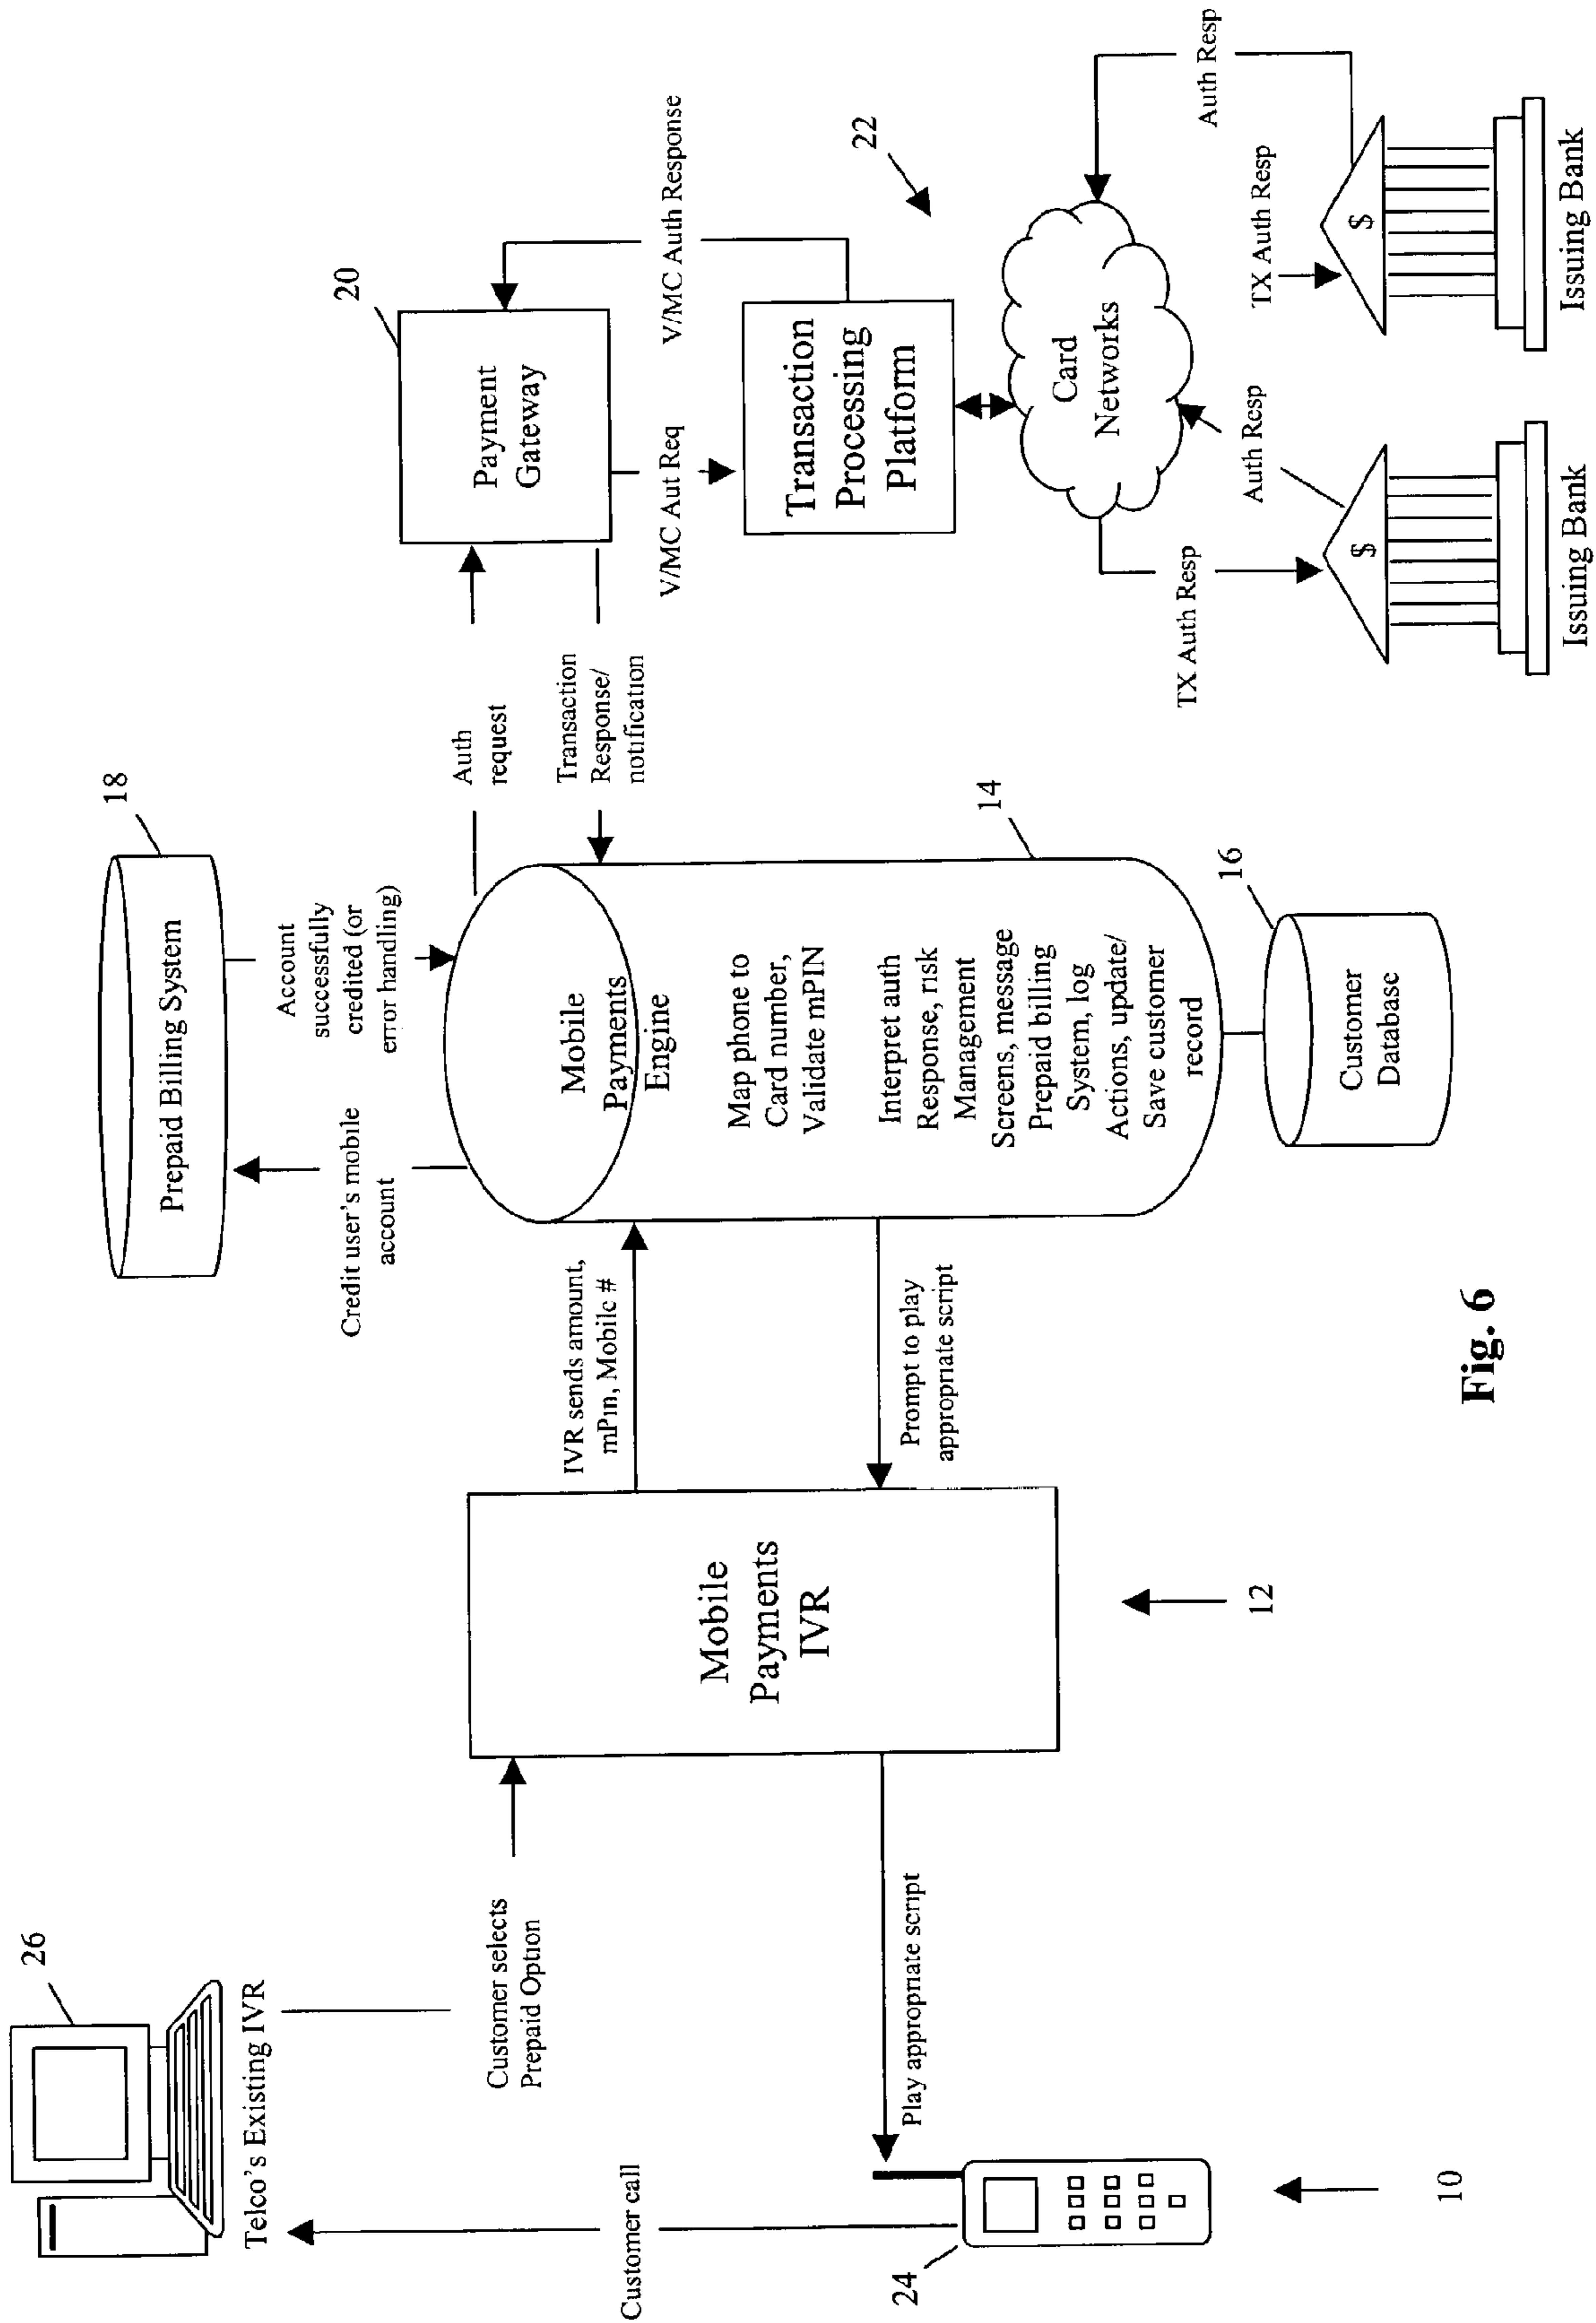 26
Telco's Existing IVR
Customer call
24
10
Customer selects
Prepaid Option
Play appropriate script
Mobile
Payments
IVR
12
IVR sends amount,
mPin, Mobile #
Prompt to play
appropriate script
18
Prepaid Billing System
Credit user's mobile
account
Account
successfully
credited (or
error handling)
Mobile
Payments
Engine
Map phone to
Card number,
Validate mPIN
Interpret auth
Response, risk
Management
Screens, message
Prepaid billing
System, log
Actions, update/
Save customer
record
14
16
Customer
Database
Auth
request
Transaction
Response/
notification
20
Payment
Gateway
V/MC Aut Req
V/MC Auth Response
Transaction
Processing
Platform
22
Card
Networks
TX Auth Resp
Auth Resp
TX Auth Resp
Auth Resp
$
Issuing Bank
$
Issuing Bank
Fig. 6